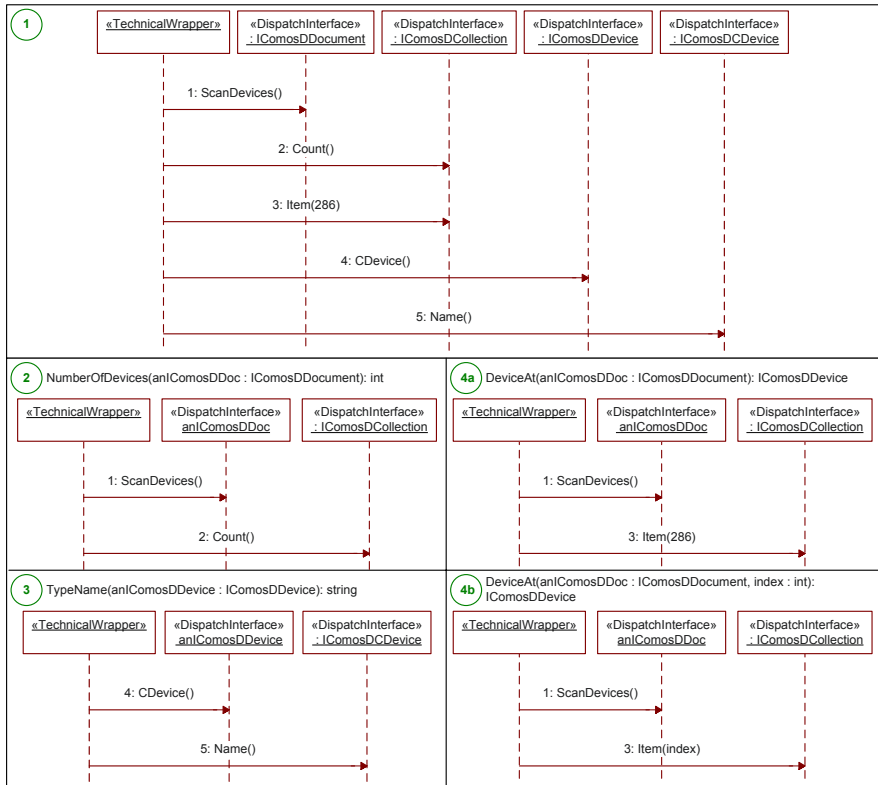 1
«TechnicalWrapper»
«DispatchInterface»
: IComosDDocument
«DispatchInterface»
: IComosDCollection
«DispatchInterface»
: IComosDDevice
«DispatchInterface»
: IComosDCDevice
1: ScanDevices()
2: Count()
3: Item(286)
4: CDevice()
5: Name()
2 NumberOfDevices(anIComosDDoc : IComosDDocument): int
«TechnicalWrapper»
«DispatchInterface»
anIComosDDoc
«DispatchInterface»
: IComosDCollection
1: ScanDevices()
2: Count()
4a DeviceAt(anIComosDDoc : IComosDDocument): IComosDDevice
«TechnicalWrapper»
«DispatchInterface»
anIComosDDoc
«DispatchInterface»
: IComosDCollection
1: ScanDevices()
3: Item(286)
3 TypeName(anIComosDDevice : IComosDDevice): string
«TechnicalWrapper»
«DispatchInterface»
anIComosDDevice
«DispatchInterface»
: IComosDCDevice
4: CDevice()
5: Name()
4b DeviceAt(anIComosDDoc : IComosDDocument, index : int):
IComosDDevice
«TechnicalWrapper»
«DispatchInterface»
anIComosDDoc
«DispatchInterface»
: IComosDCollection
1: ScanDevices()
3: Item(index)